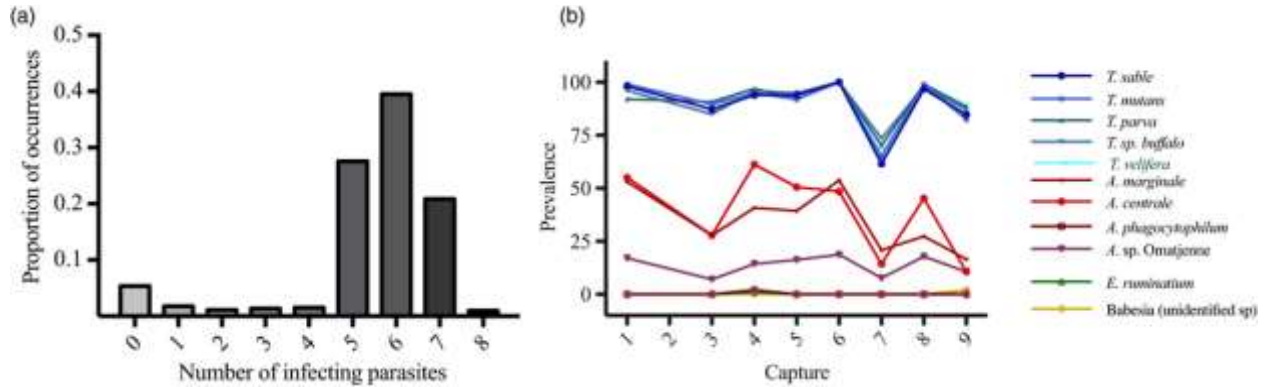 (a)
0.5
0.4
0.3
0.2
0.1
Proportion of occurrences
0
1
2
3
4
5
6
7
8
Number of infecting parasites
(b)
100
75
50
25
0
Prevalence
1
2
3
4
5
6
7
8
9
Capture
T. sable
T. mutans
T. parva
T. sp. buffalo
T. velifera
A. marginale
A. centrale
A. phagocytophilum
A. sp. Omatjenne
E. ruminatium
Babesia (unidentified sp)